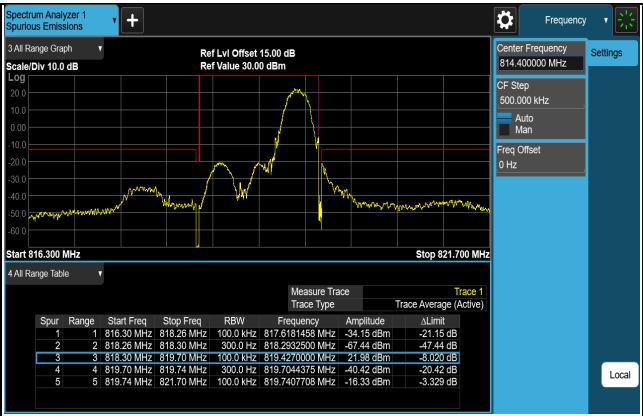 Spectrum Analyzer 1
Spurious Emissions
Frequency
3 All Range Graph
Ref Lvl Offset 15.00 dB
Scale/Div 10.0 dB
Ref Value 30.00 dBm
Log
20.0
10.0
0.00
-10.0
-20.0
-30.0
-40.0
-50.0
-60.0
Start 816.300 MHz
Stop 821.700 MHz
Center Frequency
814.400000 MHz
Settings
CF Step
500.000 kHz
Auto
Man
Freq Offset
0 Hz
4 All Range Table
Measure Trace Trace 1
Trace Type Trace Average (Active)
Spur Range Start Freq Stop Freq RBW Frequency Amplitude ΔLimit
1 1 816.30 MHz 818.26 MHz 100.0 kHz 817.6181458 MHz -34.15 dBm -21.15 dB
2 2 818.26 MHz 818.30 MHz 300.0 Hz 818.2932500 MHz -67.44 dBm -47.44 dB
3 3 818.30 MHz 819.70 MHz 100.0 kHz 819.4270000 MHz 21.98 dBm -8.020 dB
4 4 819.70 MHz 819.74 MHz 300.0 Hz 819.7044375 MHz -40.42 dBm -20.42 dB
5 5 819.74 MHz 821.70 MHz 100.0 kHz 819.7407708 MHz -16.33 dBm -3.329 dB
Local